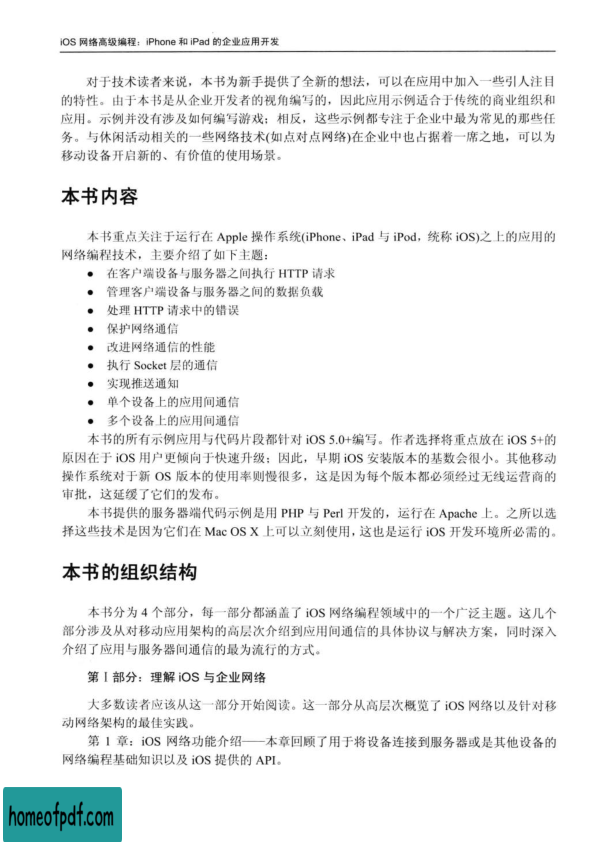 iOS 网络高级编程：iPhone 和 iPad 的企业应用开发
对于技术读者来说，本书为新手提供了全新的想法，可以在应用中加入一些引人注目
的特性。由于本书是从企业开发者的视角编写的，因此应用示例适合于传统的商业组织和
应用。示例并没有涉及如何编写游戏；相反，这些示例都专注于企业中最为常见的那些任
务。与休闲活动相关的一些网络技术(如点对点网络)在企业中也占据着一席之地，可以为
移动设备开启新的、有价值的使用场景。
本书内容
本书重点关注于运行在 Apple 操作系统(iPhone、iPad 与 iPod，统称 iOS)之上的应用的
网络编程技术，主要介绍了如下主题：
● 在客户端设备与服务器之间执行 HTTP 请求
● 管理客户端设备与服务器之间的数据负载
● 处理 HTTP 请求中的错误
● 保护网络通信
● 改进网络通信的性能
● 执行 Socket 层的通信
● 实现推送通知
● 单个设备上的应用间通信
● 多个设备上的应用间通信
本书的所有示例应用与代码片段都针对 iOS 5.0+编写。作者选择将重点放在 iOS 5+的
原因在于 iOS 用户更倾向于快速升级；因此，早期 iOS 安装版本的基数会很小。其他移动
操作系统对于新 OS 版本的使用率则慢很多，这是因为每个版本都必须经过无线运营商的
审批，这延缓了它们的发布。
本书提供的服务器端代码示例是用 PHP 与 Perl 开发的，运行在 Apache 上。之所以选
择这些技术是因为它们在 Mac OS X 上可以立刻使用，这也是运行 iOS 开发环境所必需的。
本书的组织结构
本书分为 4 个部分，每一部分都涵盖了 iOS 网络编程领域中的一个广泛主题。这几个
部分涉及从对移动应用架构的高层次介绍到应用间通信的具体协议与解决方案，同时深入
介绍了应用与服务器间通信的最为流行的方式。
第 I 部分：理解 iOS 与企业网络
大多数读者应该从这一部分开始阅读。这一部分从高层次概览了 iOS 网络以及针对移
动网络架构的最佳实践。
第 1 章：iOS 网络功能介绍——本章回顾了用于将设备连接到服务器或是其他设备的
网络编程基础知识以及 iOS 提供的 API。
homeofpdf.com